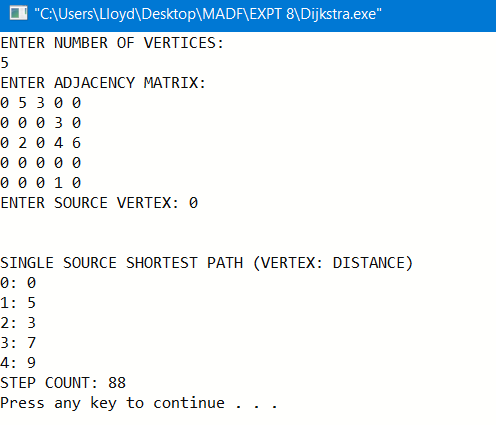 "C:\Users\Lloyd\Desktop\MADF\EXPT 8\Dijkstra.exe"
ENTER NUMBER OF VERTICES:
5
ENTER ADJACENCY MATRIX:
0 5 3 0 0
0 0 0 3 0
0 2 0 4 6
0 0 0 0 0
0 0 0 1 0
ENTER SOURCE VERTEX: 0
SINGLE SOURCE SHORTEST PATH (VERTEX: DISTANCE)
0: 0
1: 5
2: 3
3: 7
4: 9
STEP COUNT: 88
Press any key to continue . . .